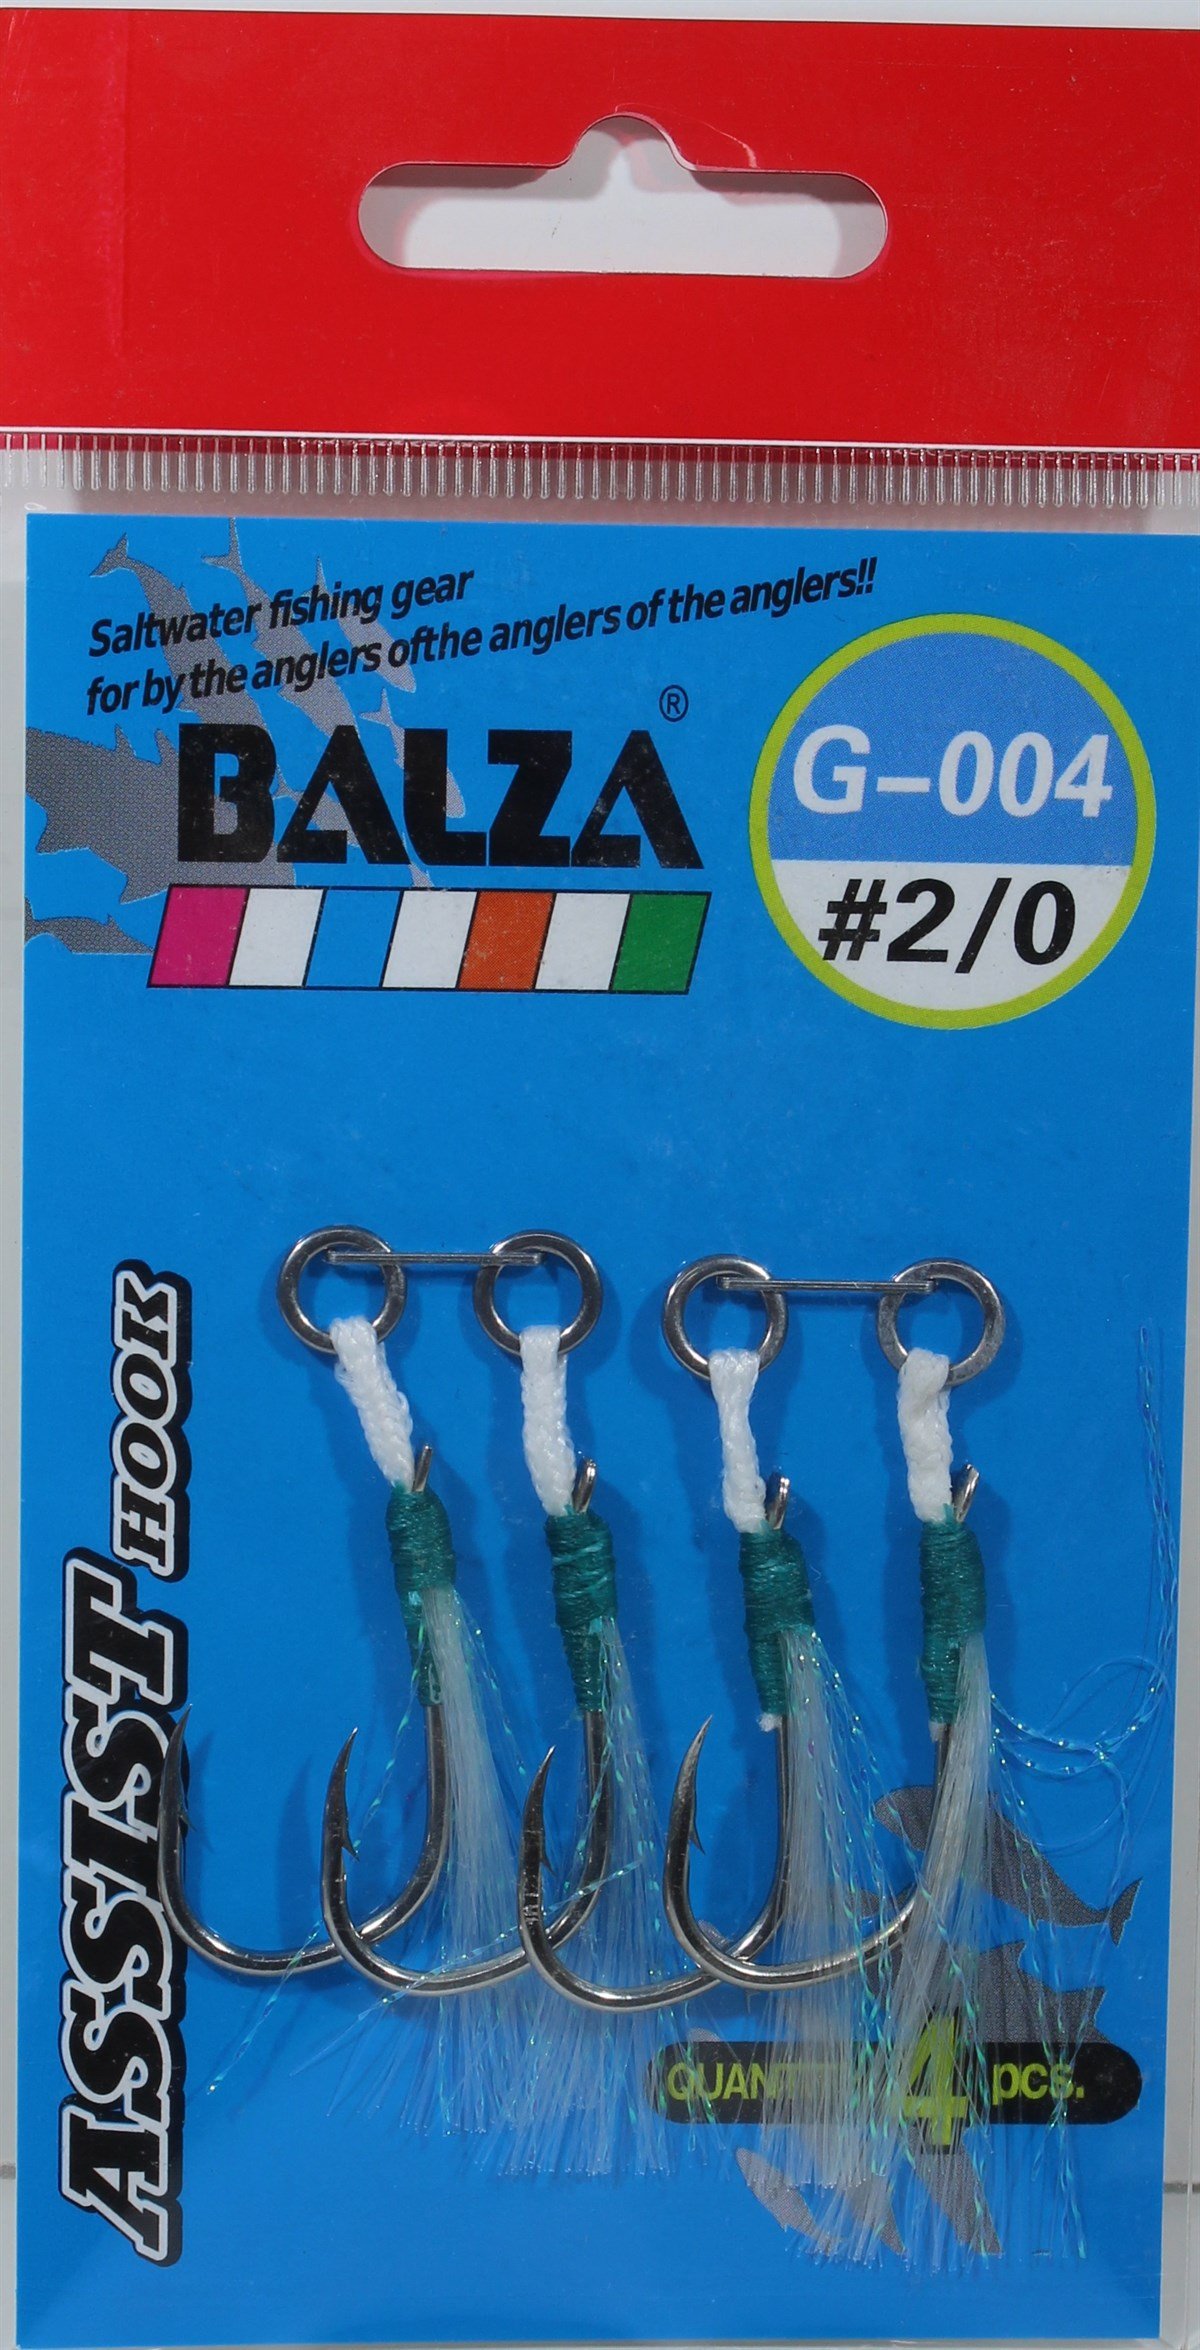 Saltwater fishing gear
for by the anglers ofthe anglers of the anglers!!
BALZA®
G-004
#2/0
ASSIST HOOK
4 pcs.